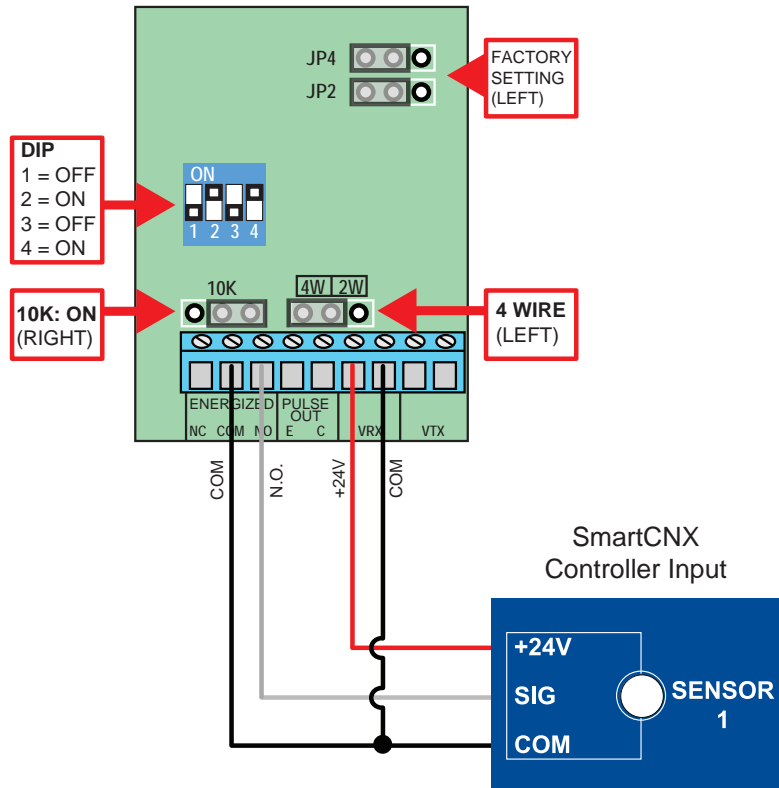 JP4
JP2
FACTORY
SETTING
(LEFT)
DIP
1 = OFF
2 = ON
3 = OFF
4 = ON
ON
1 2 3 4
10K
4W 2W
10K: ON
(RIGHT)
4 WIRE
(LEFT)
ENERGIZED
PULSE
OUT
NC COM NO E C VRX VTX
COM
N.O.
+24V
COM
SmartCNX
Controller Input
+24V
SIG
COM
SENSOR
1